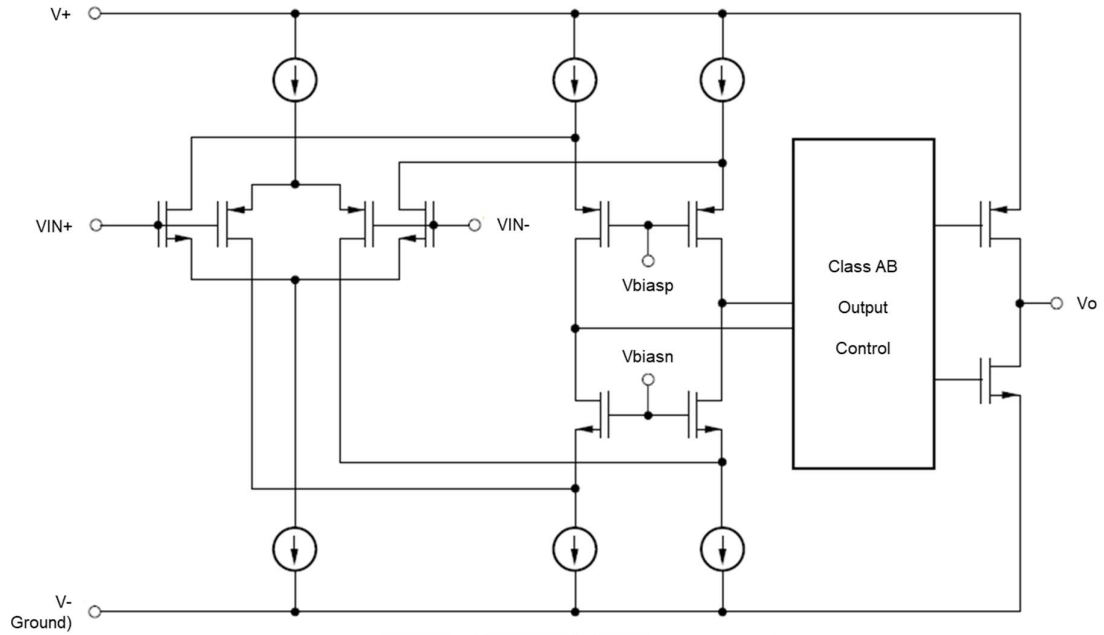 V+
VIN+
VIN-
Vbiasp
Vbiasn
Class AB
Output
Control
Vo
V-
Ground)